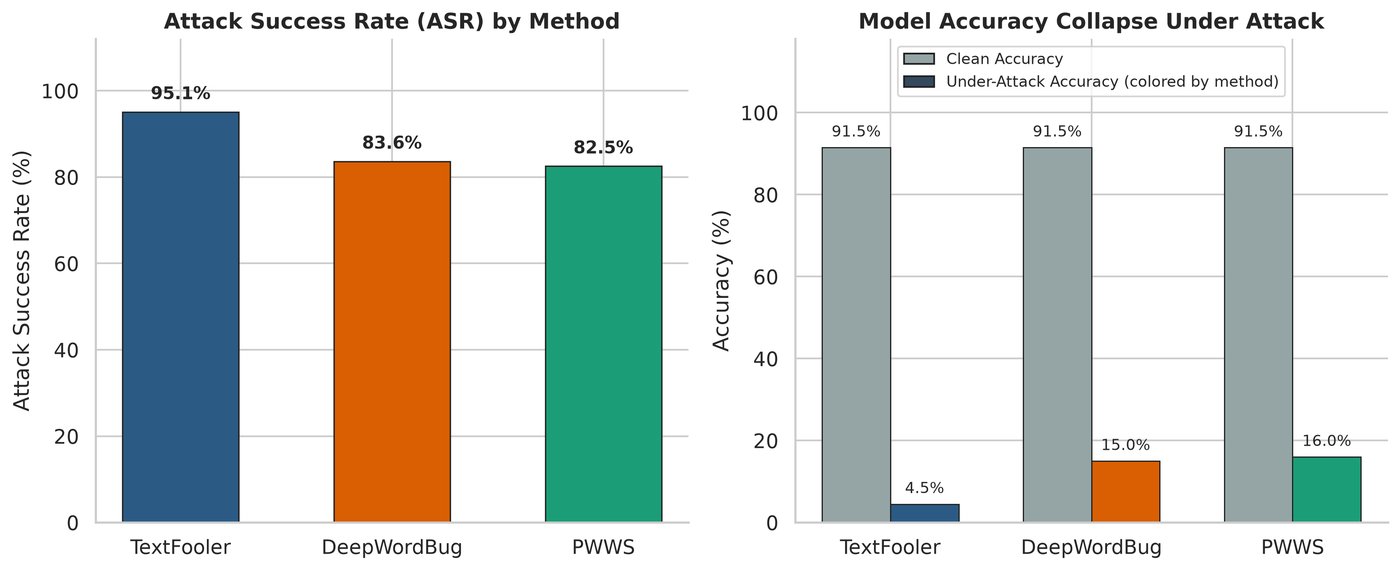 Attack Success Rate (ASR) by Method
Attack Success Rate (%)
100
80
60
40
20
0
95.1%
83.6%
82.5%
TextFooler
DeepWordBug
PWWS
Model Accuracy Collapse Under Attack
Clean Accuracy
Under-Attack Accuracy (colored by method)
Accuracy (%)
100
80
60
40
20
0
91.5%
4.5%
91.5%
15.0%
91.5%
16.0%
TextFooler
DeepWordBug
PWWS